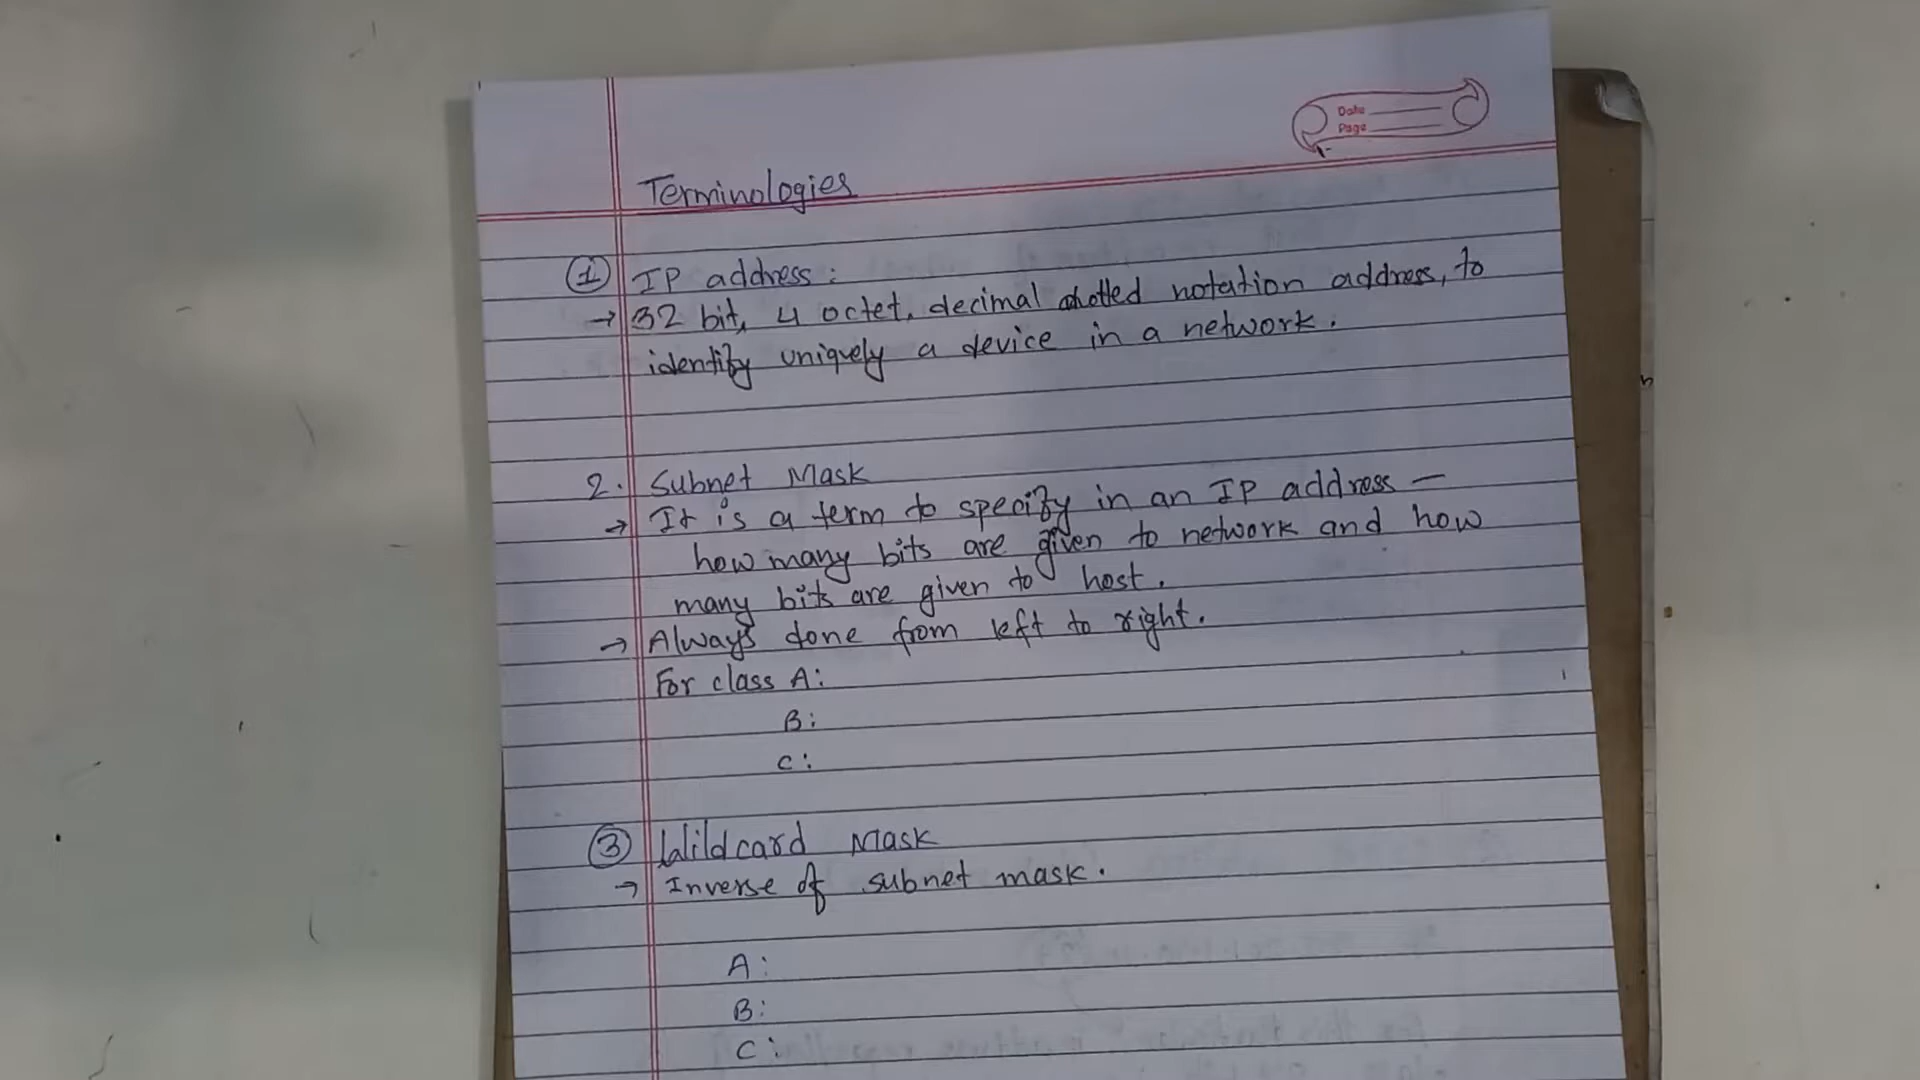 Date
Page
Terminologies
1 IP address:
→ 32 bit, 4 octet, decimal dotted notation address, to
identify uniquely a device in a network.
2. Subnet Mask
→ It is a term to specify in an IP address —
how many bits are given to network and how
many bits are given to host.
→ Always done from left to right.
For class A:
B:
C:
3 Wildcard Mask
→ Inverse of subnet mask.
A:
B:
C: